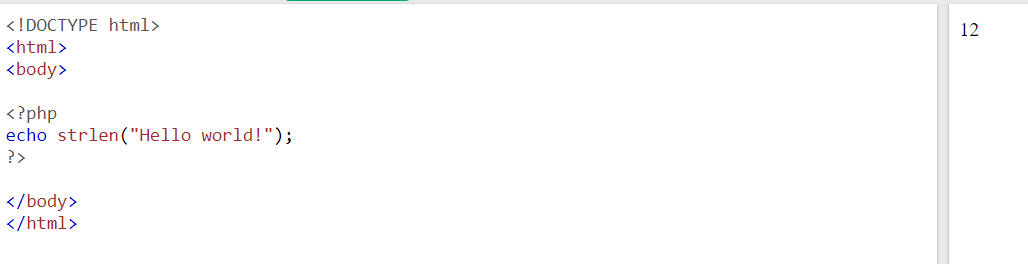 <!DOCTYPE html>
<html>
<body>
<?php
echo strlen("Hello world!");
?>
</body>
</html>
12